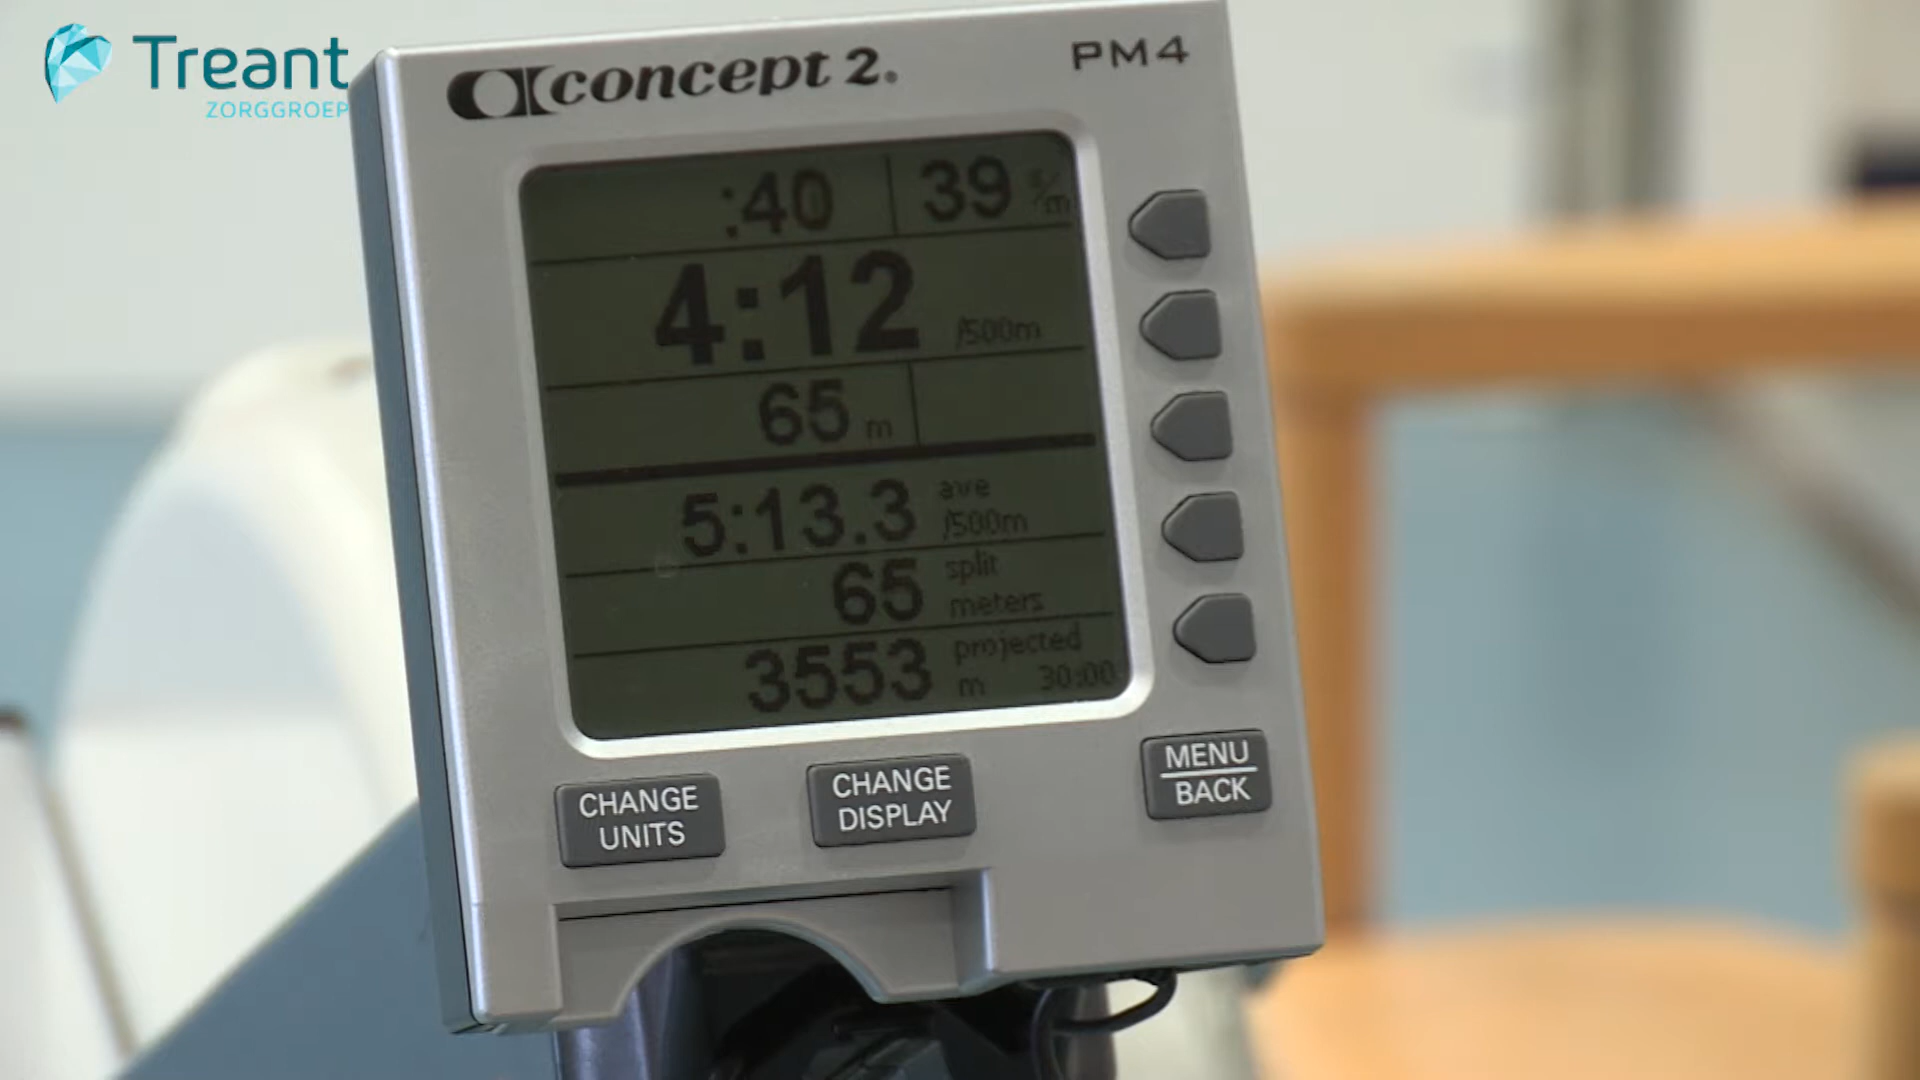 Treant
ZORGGROEP
concept 2®
PM4
:40
39 s/m
4:12 /500m
65 m
5:13.3 ave /500m
65 split meters
3553 projected
m 30:00
CHANGE
UNITS
CHANGE
DISPLAY
MENU
BACK